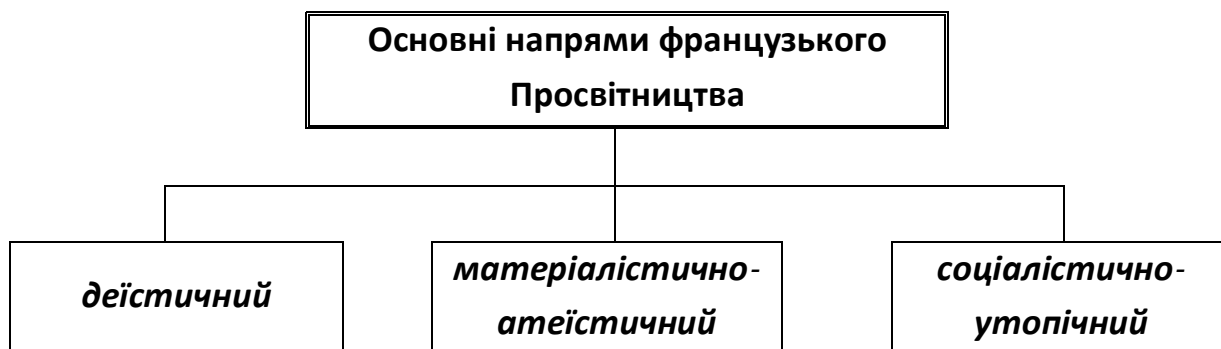 Основні напрями французького
Просвітництва
деїстичний
матеріалістично-
атеїстичний
соціалістично-
утопічний